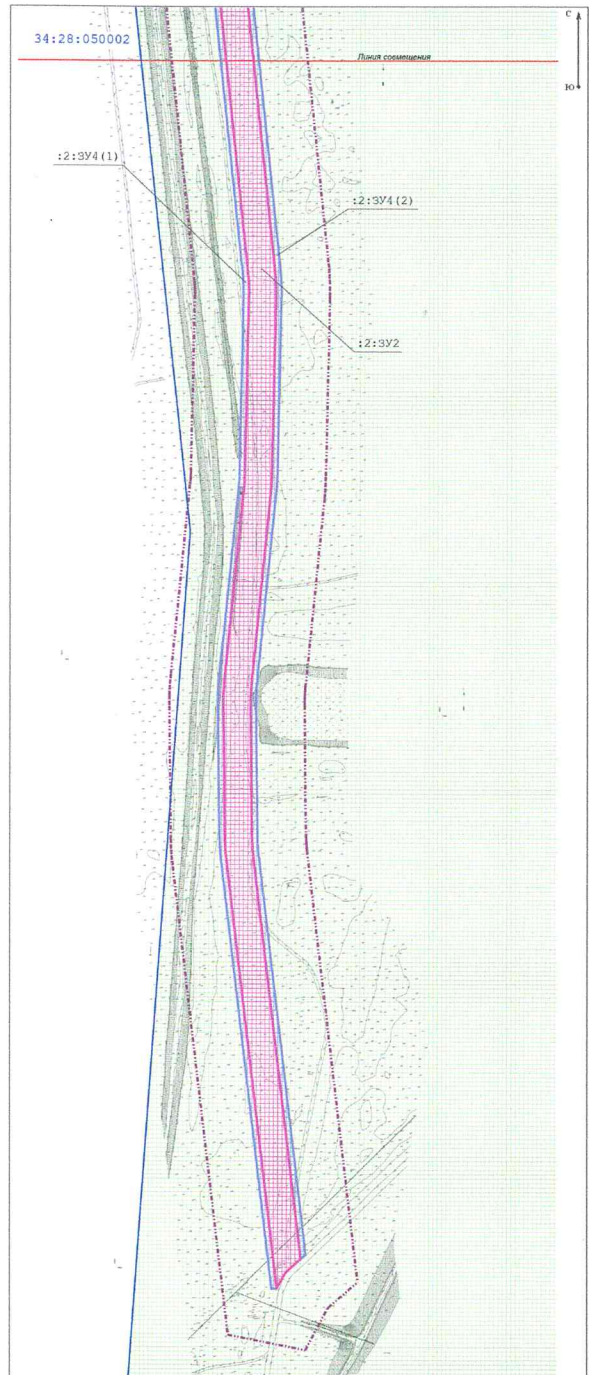 С
34:28:050002
Линия совмещения
Ю
:2:ЗУ4(1)
:2:ЗУ4(2)
:2:ЗУ2